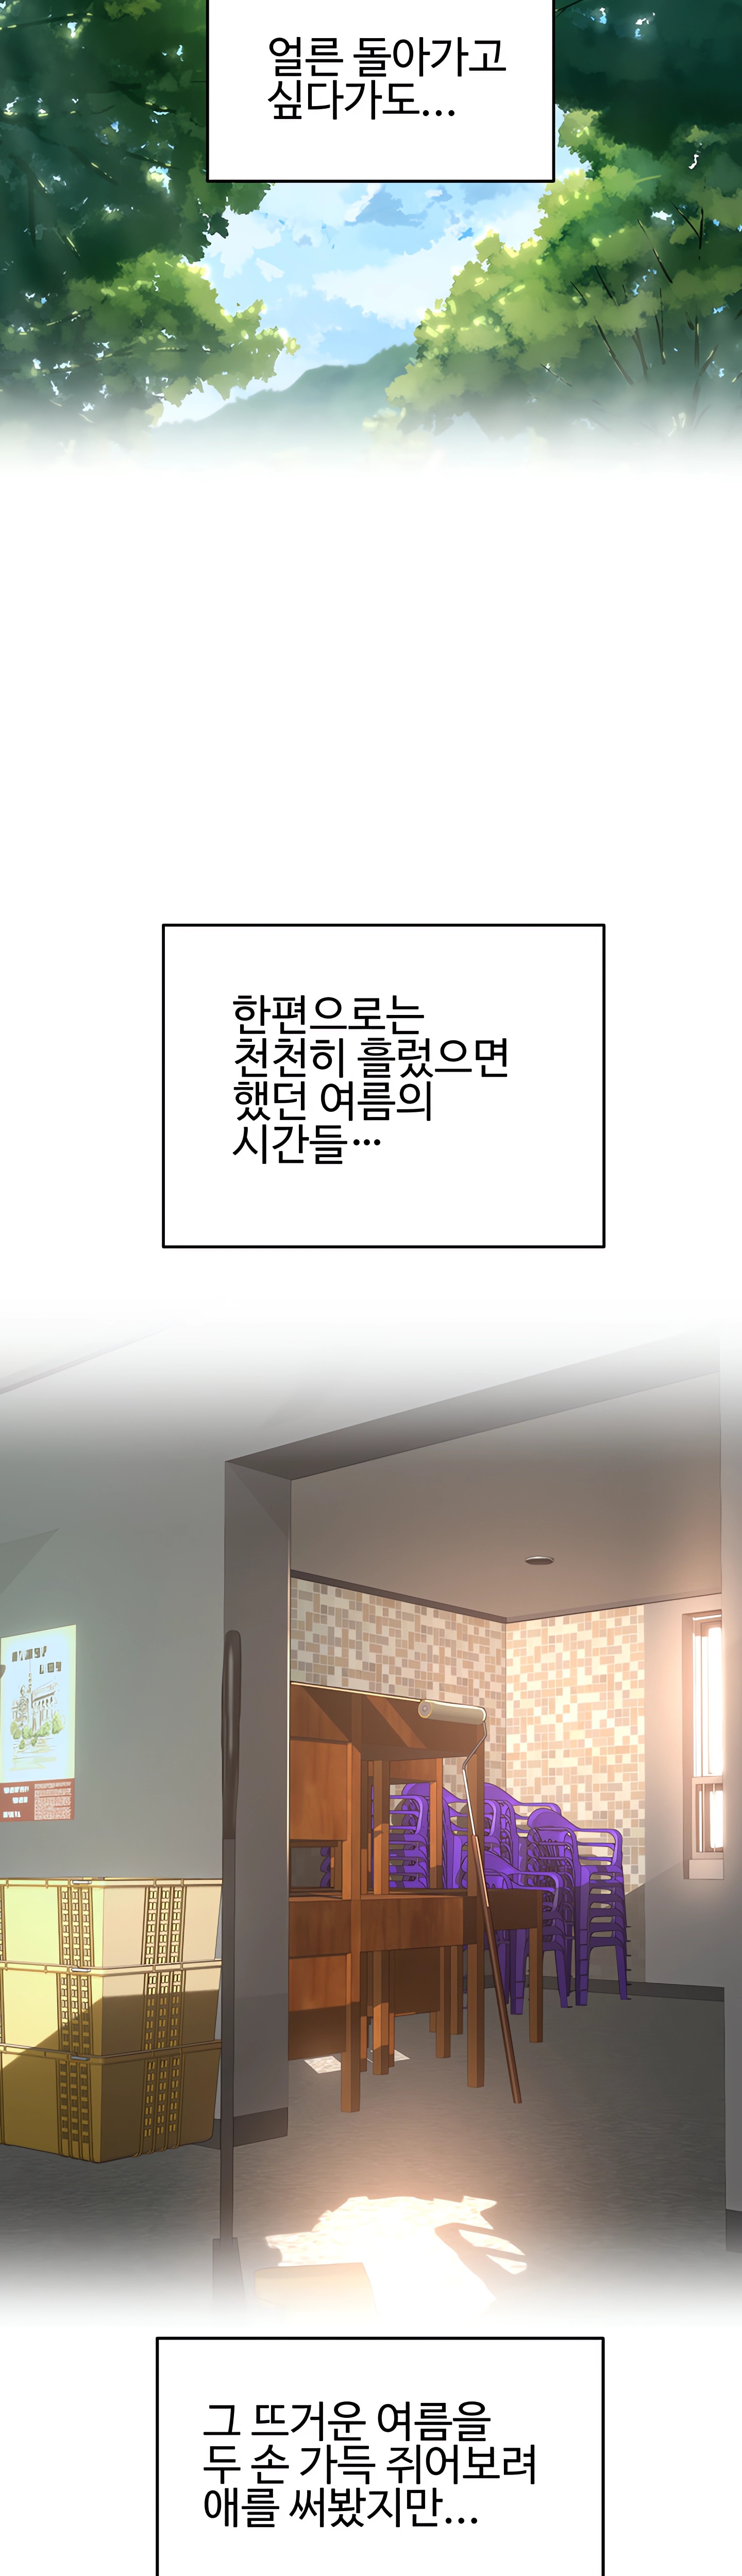 얼른 돌아가고
싶다가도...
한편으로는
천천히 흘렀으면
했던 여름의
시간들...
그 뜨거운 여름을
두 손 가득 쥐어보려
애를 써봤지만...